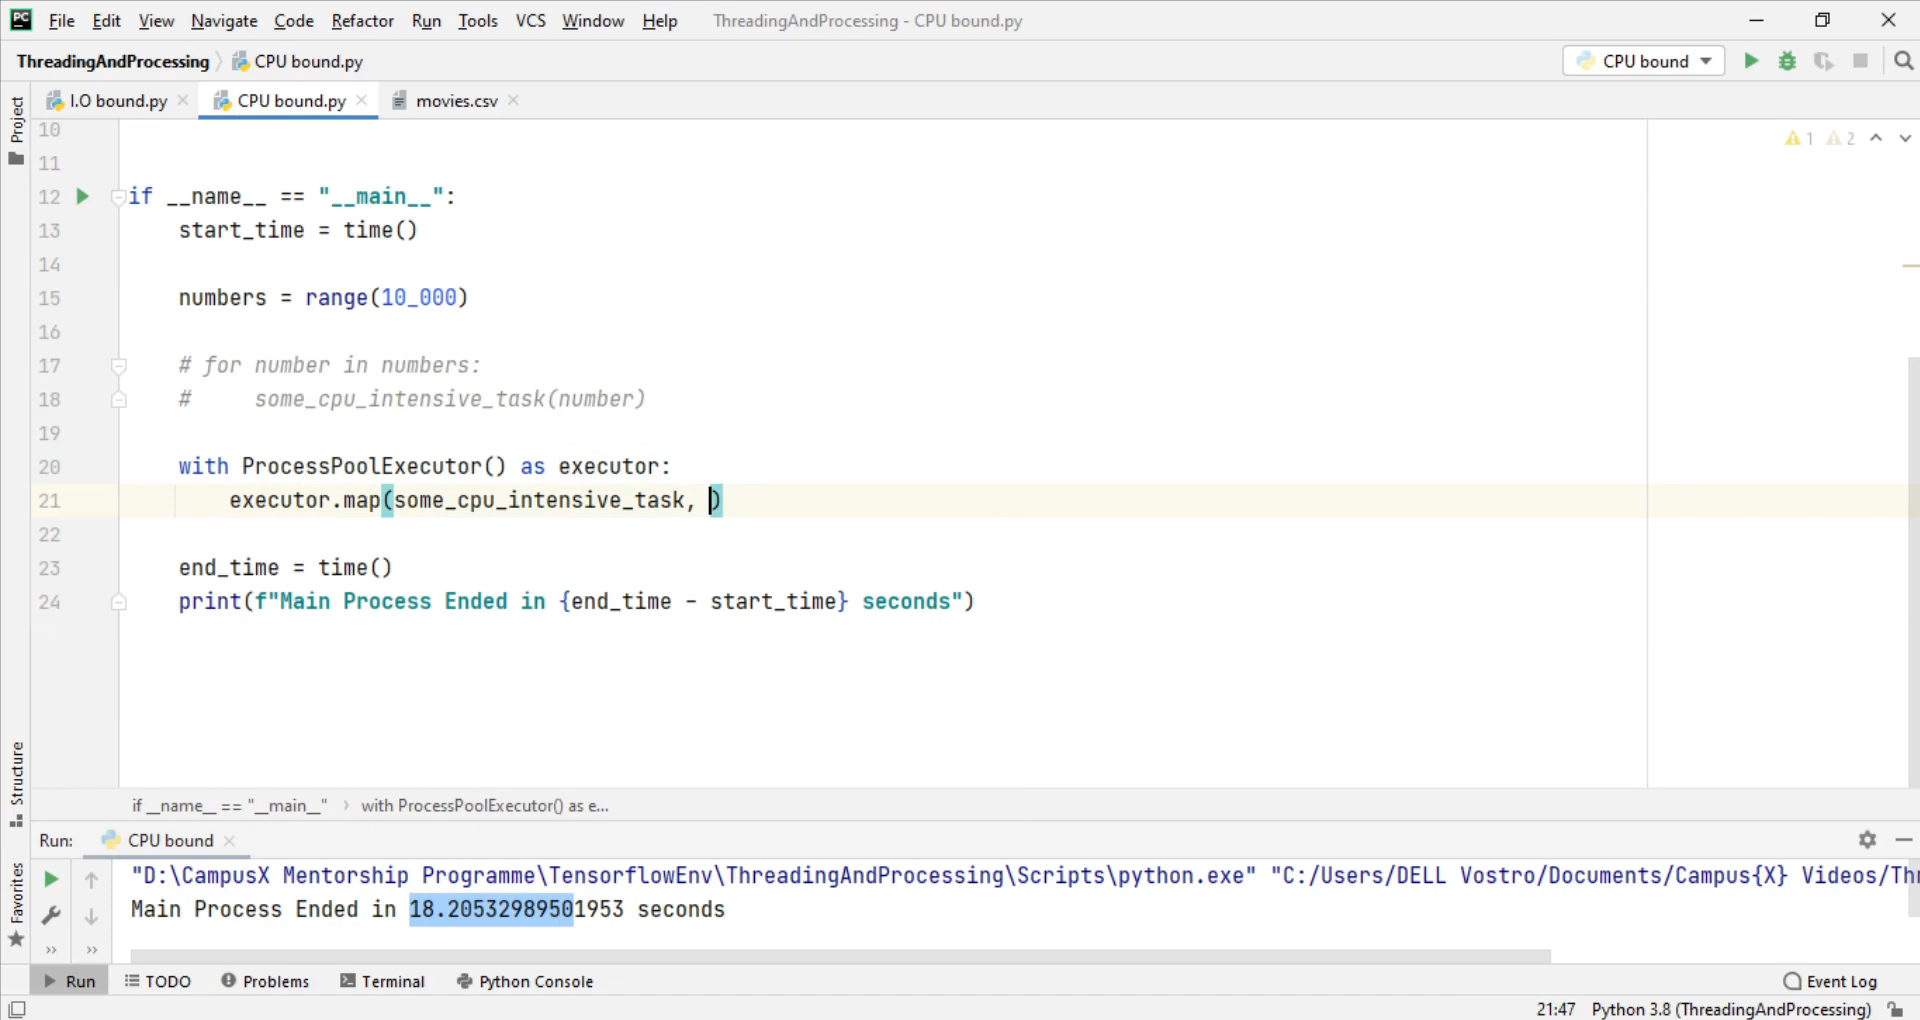 PC File Edit View Navigate Code Refactor Run Tools VCS Window Help ThreadingAndProcessing - CPU bound.py
ThreadingAndProcessing CPU bound.py CPU bound
I.O bound.py CPU bound.py movies.csv
Project
1 2
10
11
12 if __name__ == "__main__":
13 start_time = time()
14
15 numbers = range(10_000)
16
17 # for number in numbers:
18 # some_cpu_intensive_task(number)
19
20 with ProcessPoolExecutor() as executor:
21 executor.map(some_cpu_intensive_task, )
22
23 end_time = time()
24 print(f"Main Process Ended in {end_time - start_time} seconds")
Structure
if __name__ == "__main__" › with ProcessPoolExecutor() as e...
Run: CPU bound
Favorites
"D:\CampusX Mentorship Programme\TensorflowEnv\ThreadingAndProcessing\Scripts\python.exe" "C:/Users/DELL Vostro/Documents/Campus{X} Videos/Thr
Main Process Ended in 18.20532989501953 seconds
Run TODO Problems Terminal Python Console Event Log
21:47 Python 3.8 (ThreadingAndProcessing)